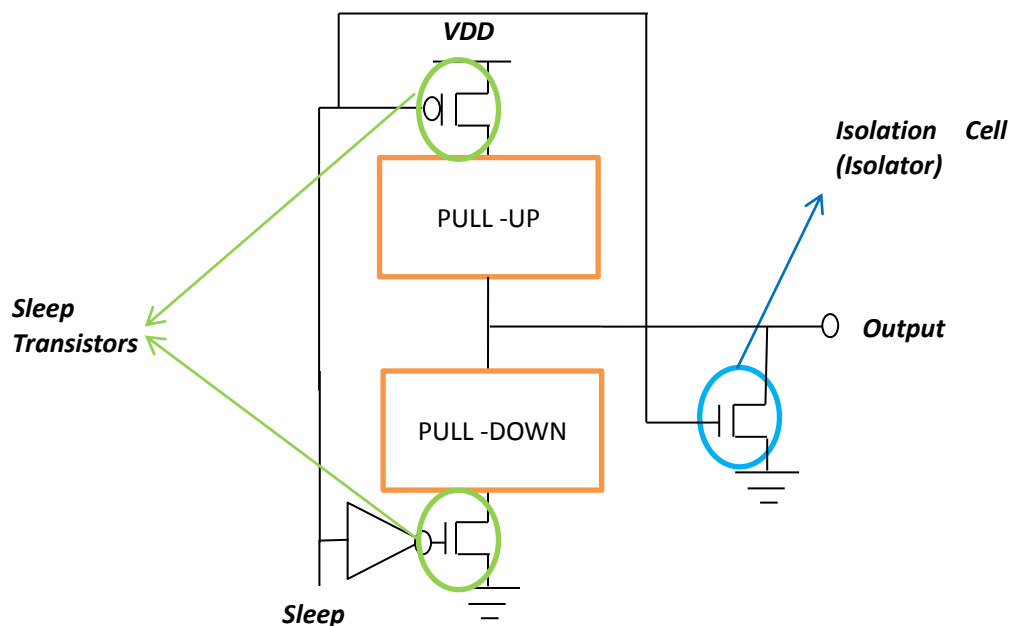 VDD
Isolation Cell
(Isolator)
PULL -UP
Sleep
Transistors
Output
PULL -DOWN
Sleep